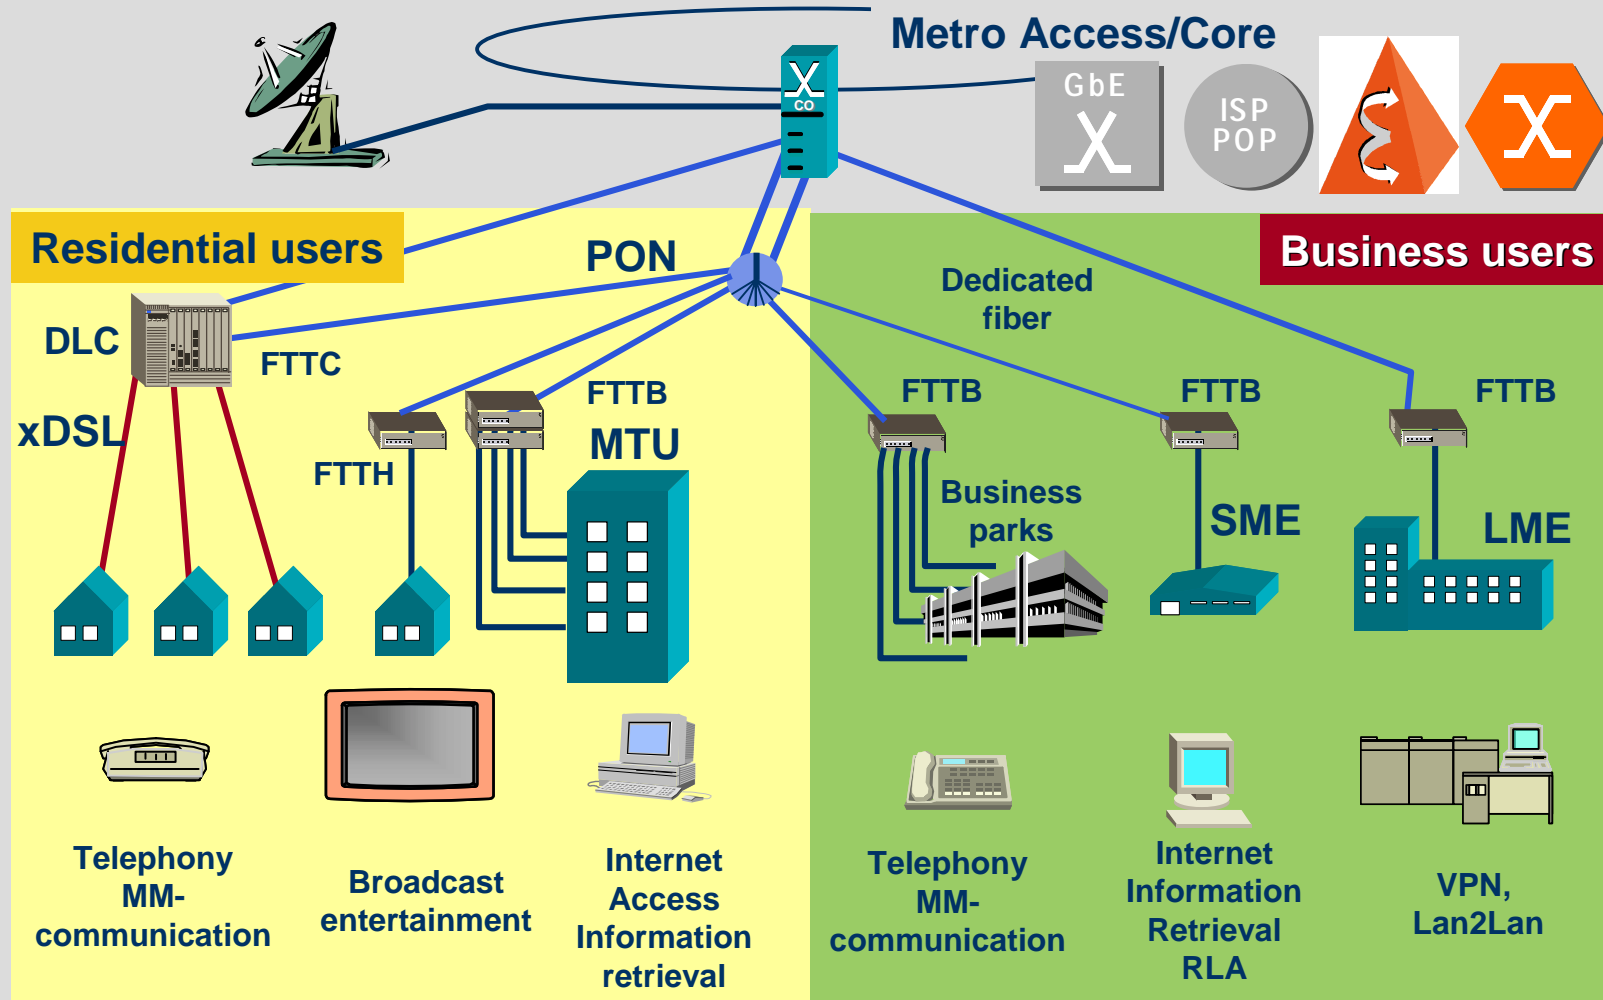 Metro Access/Core
CO
GbE
ISP
POP
Residential users
PON
Business users
Dedicated
fiber
DLC
FTTC
xDSL
FTTH
FTTB
MTU
FTTB
Business
parks
FTTB
SME
FTTB
LME
Telephony
MM-
communication
Broadcast
entertainment
Internet
Access
Information
retrieval
Telephony
MM-
communication
Internet
Information
Retrieval
RLA
VPN,
Lan2Lan